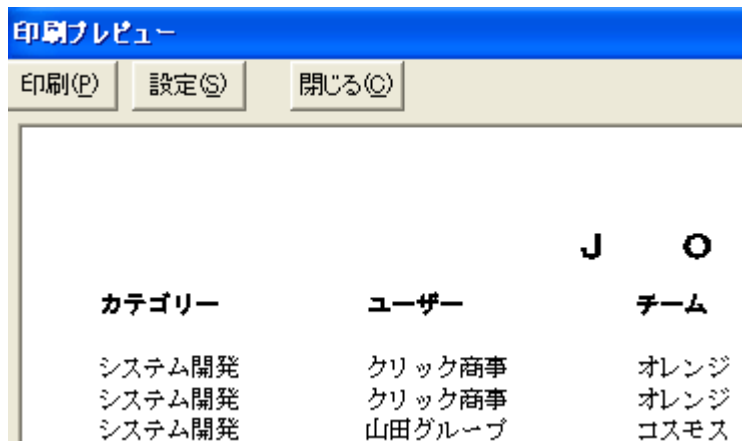 印刷プレビュー
印刷(P) 設定(S) 閉じる(C)
J O
カテゴリー ユーザー チーム
システム開発 クリック商事 オレンジ
システム開発 クリック商事 オレンジ
システム開発 山田グループ コスモス